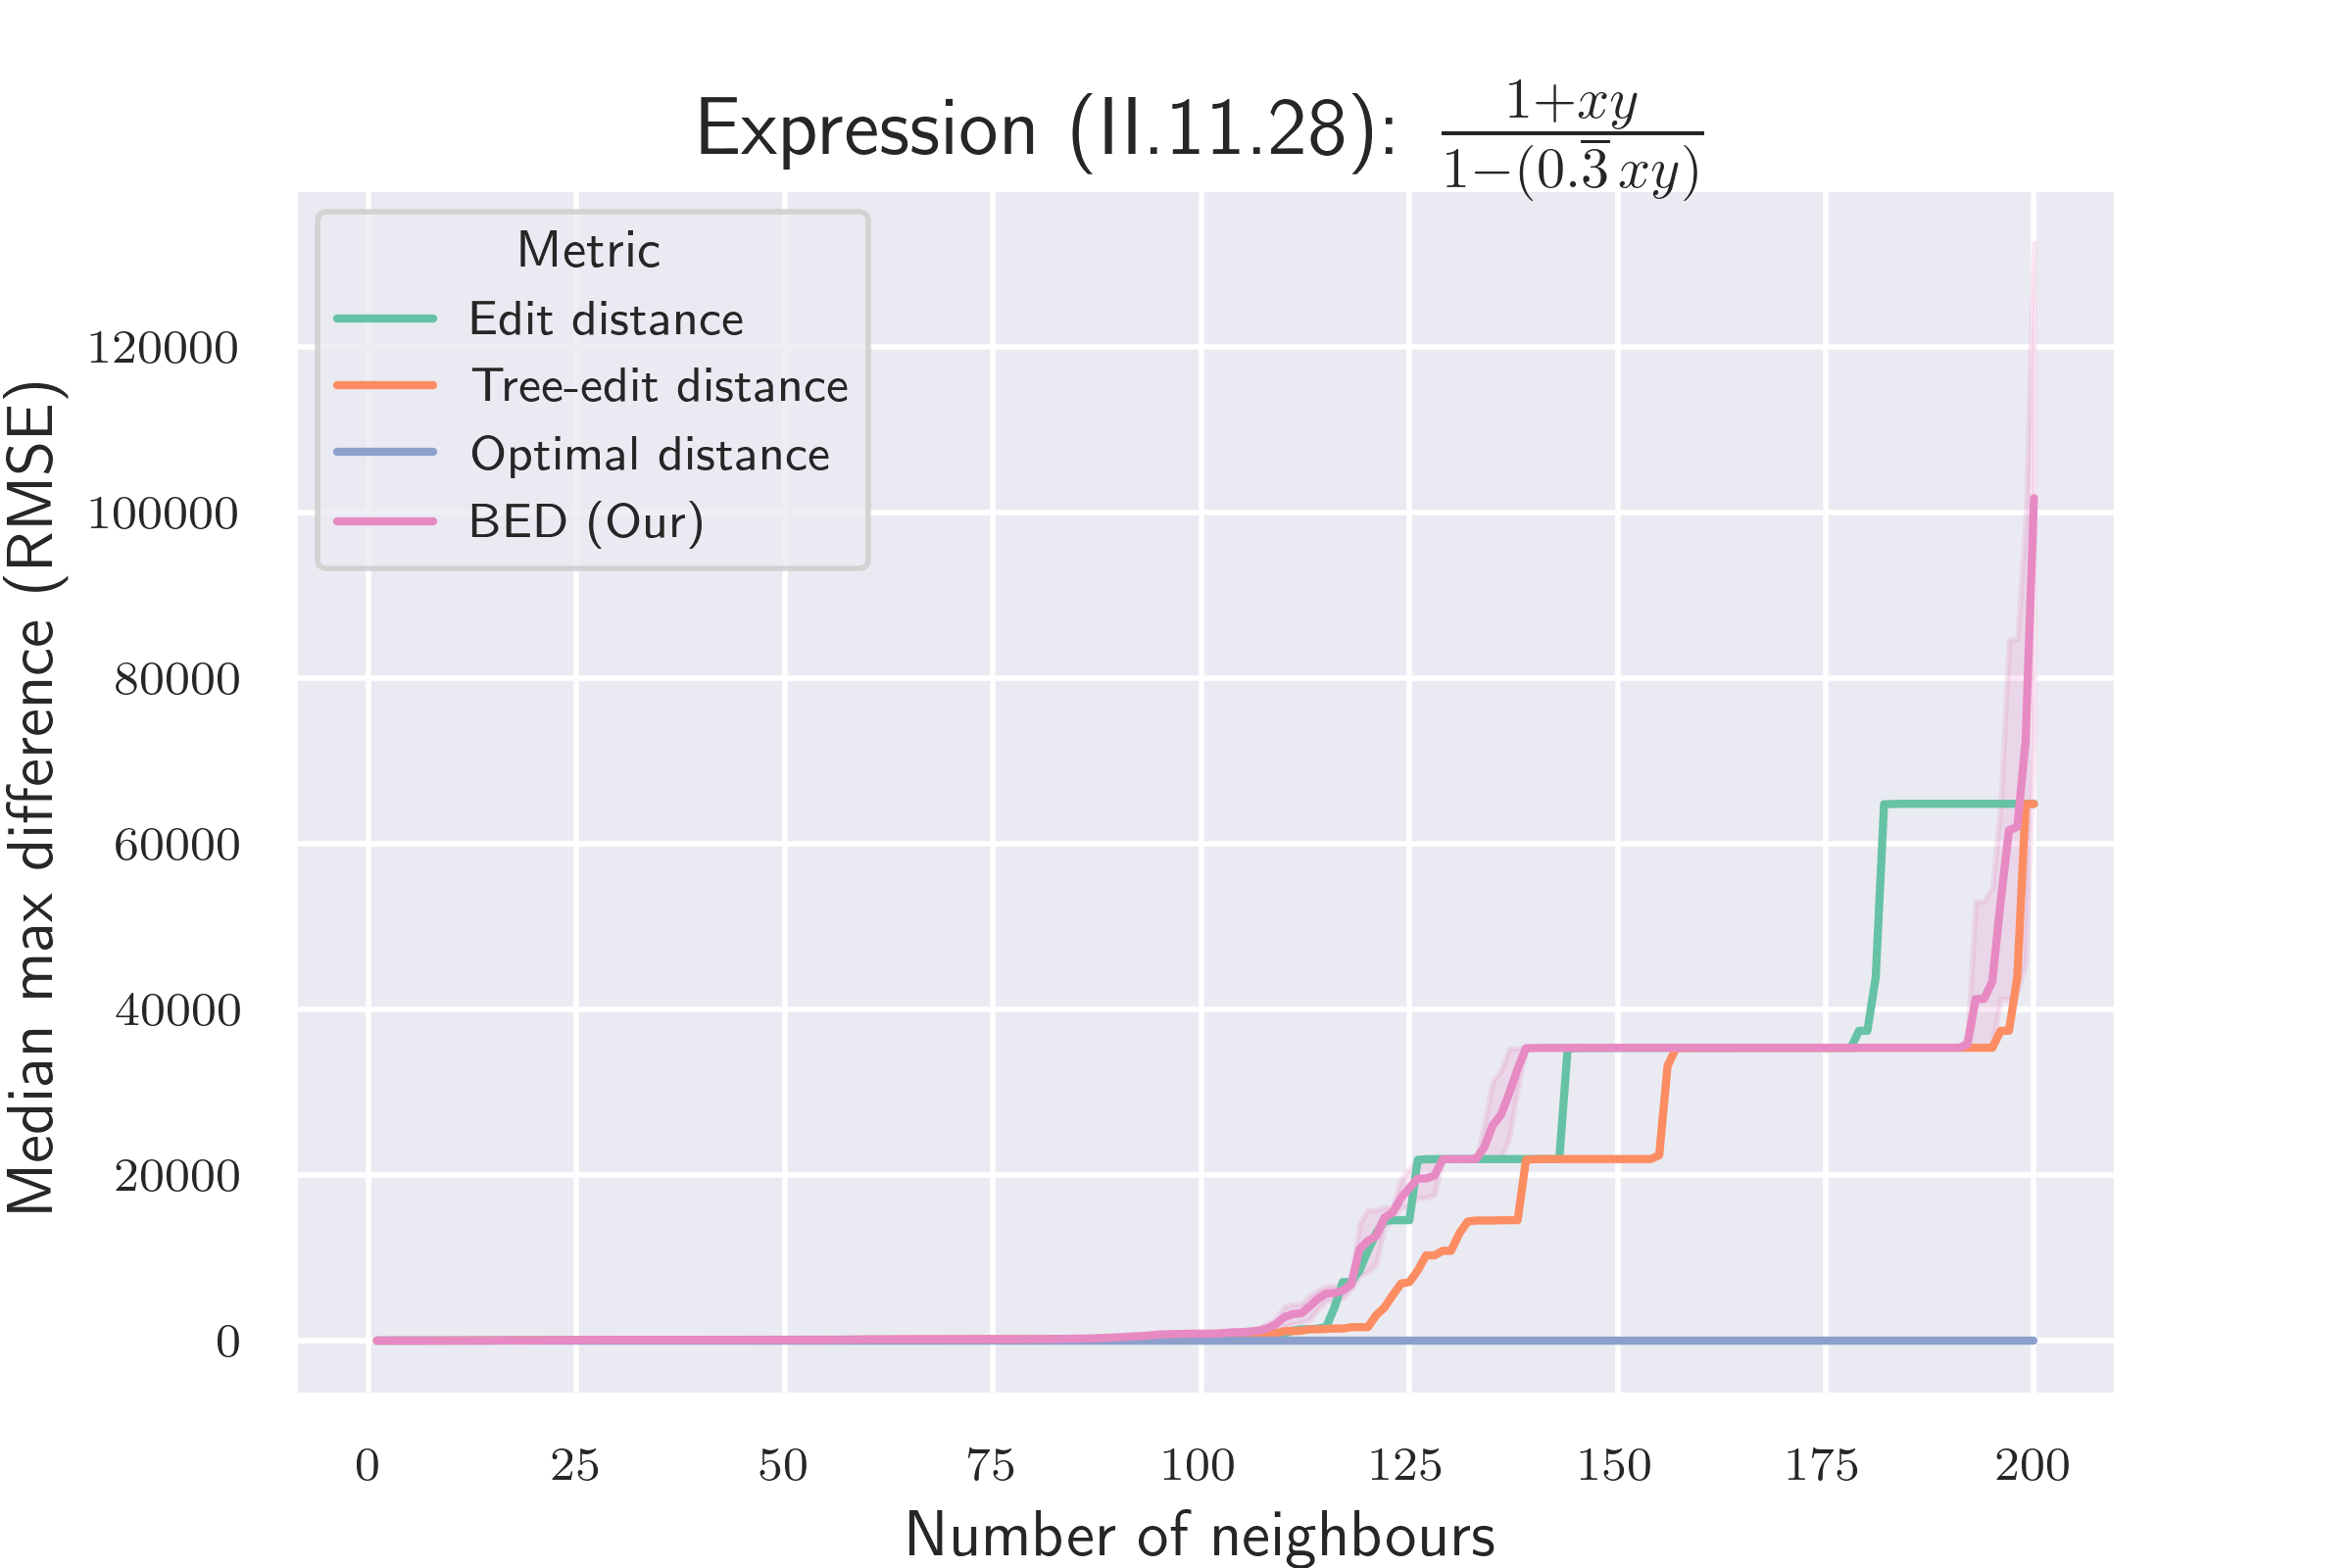 Expression (II.11.28): $\frac{1+xy}{1-(0.\overline{3}\,xy)}$
Metric
Edit distance
Tree-edit distance
Optimal distance
BED (Our)
Median max difference (RMSE)
120000
100000
80000
60000
40000
20000
0
0 25 50 75 100 125 150 175 200
Number of neighbours